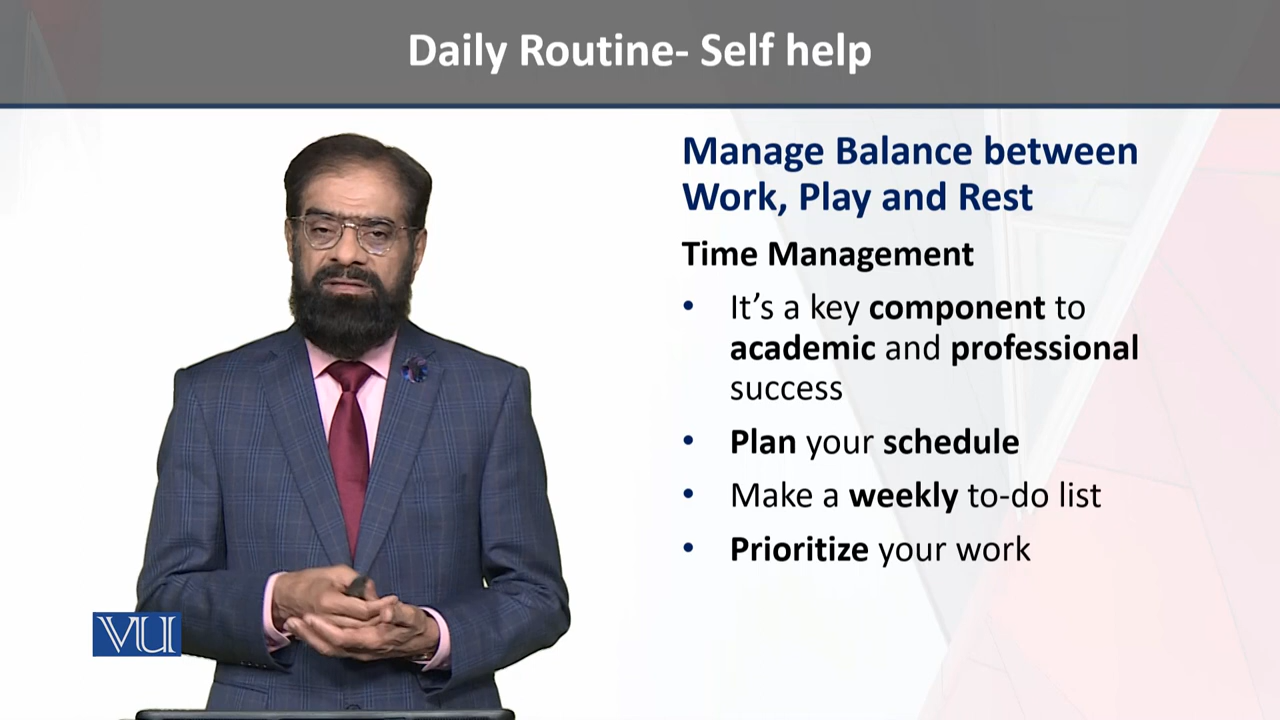 Daily Routine- Self help
Manage Balance between
Work, Play and Rest
Time Management
• It’s a key component to
academic and professional
success
• Plan your schedule
• Make a weekly to-do list
• Prioritize your work
VU